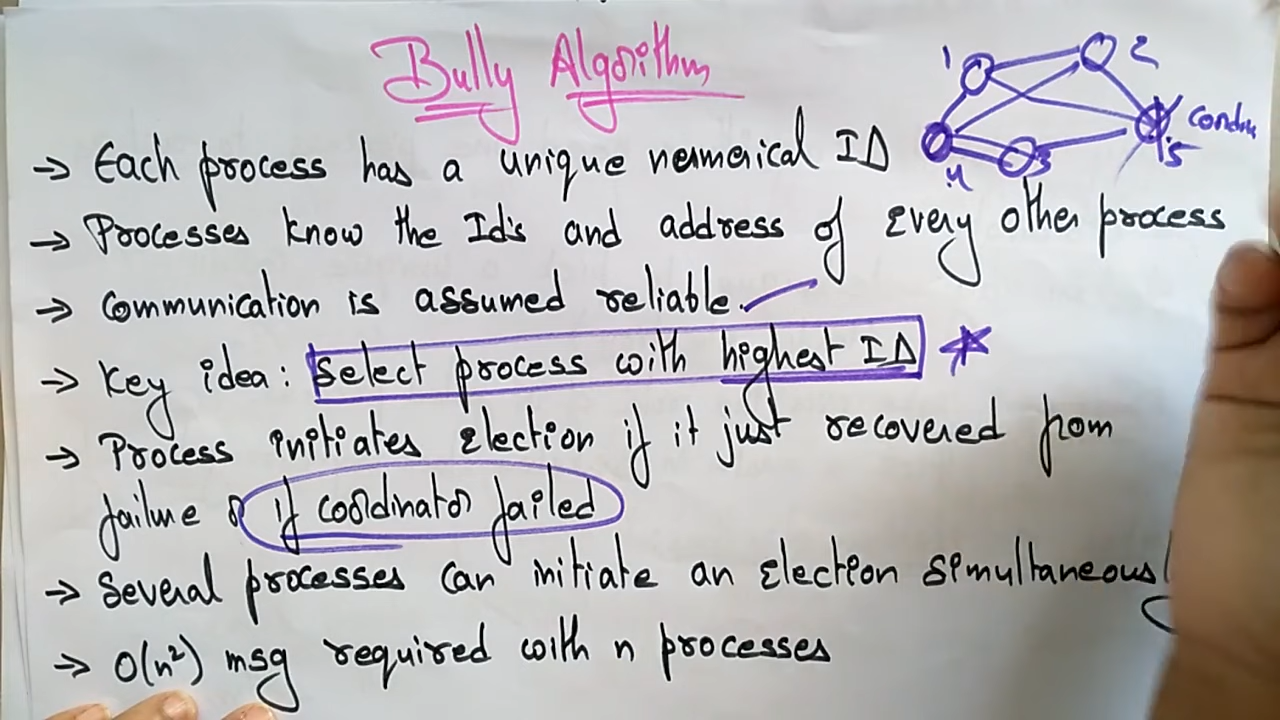 Bully Algorithm
1 2
4 3 5
→ Each process has a unique numerical ID
→ Processes know the Id's and address of Every other process
→ Communication is assumed reliable.
→ Key idea: Select process with highest ID
→ Process initiates Election if it just recovered from
failure or if coordinator failed
→ Several processes can initiate an Election simultaneous
→ O(n²) msg required with n processes